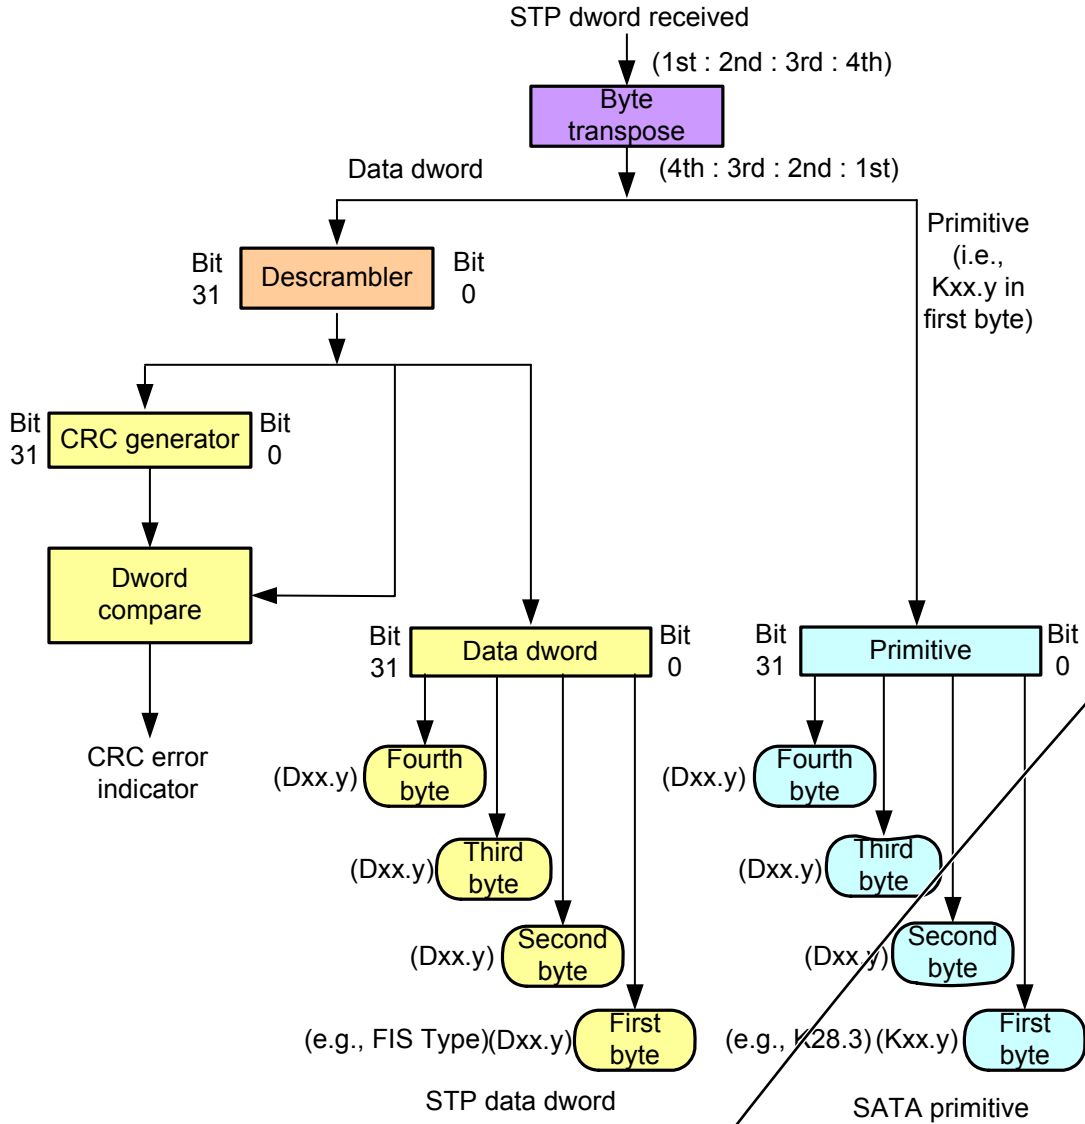 STP dword received
(1st : 2nd : 3rd : 4th)
Byte
transpose
Data dword
(4th : 3rd : 2nd : 1st)
Primitive
(i.e.,
Kxx.y in
first byte)
Bit
31
Descrambler
Bit
0
Bit
31
CRC generator
Bit
0
Dword
compare
CRC error
indicator
Bit
31
Data dword
Bit
0
Bit
31
Primitive
Bit
0
(Dxx.y)
Fourth
byte
(Dxx.y)
Third
byte
(Dxx.y)
Second
byte
(e.g., FIS Type)(Dxx.y)
First
byte
STP data dword
(Dxx.y)
Fourth
byte
(Dxx.y)
Third
byte
(Dxx.y)
Second
byte
(e.g., K28.3) (Kxx.y)
First
byte
SATA primitive